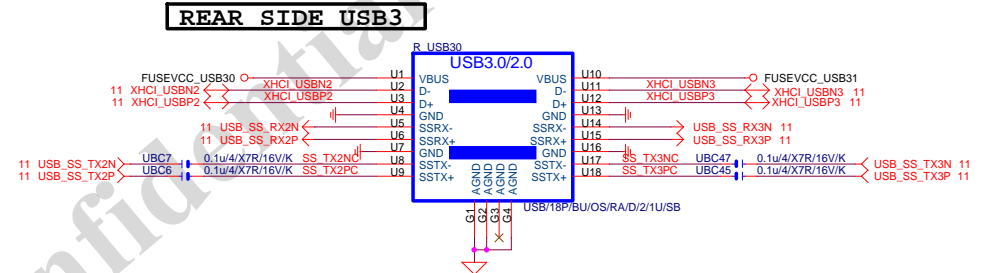 REAR SIDE USB3
R_USB30
USB3.0/2.0
FUSEVCC_USB30 U1 VBUS VBUS U10 FUSEVCC_USB31
11 XHCI_USBN2 XHCI_USBN2 U2 D- D- U11 XHCI_USBN3 XHCI_USBN3 11
11 XHCI_USBP2 XHCI_USBP2 U3 D+ D+ U12 XHCI_USBP3 XHCI_USBP3 11
U4 GND GND U13
11 USB_SS_RX2N U5 SSRX- SSRX- U14 USB_SS_RX3N 11
11 USB_SS_RX2P U6 SSRX+ SSRX+ U15 USB_SS_RX3P 11
U7 GND GND U16
11 USB_SS_TX2N UBC7 0.1u/4/X7R/16V/K SS_TX2NC U8 SSTX- SSTX- U17 SS_TX3NC UBC47 0.1u/4/X7R/16V/K USB_SS_TX3N 11
11 USB_SS_TX2P UBC6 0.1u/4/X7R/16V/K SS_TX2PC U9 SSTX+ SSTX+ U18 SS_TX3PC UBC45 0.1u/4/X7R/16V/K USB_SS_TX3P 11
AGND AGND AGND AGND
G1 G2 G3 G4
USB/18P/BU/OS/RA/D/2/1U/SB
onfidential